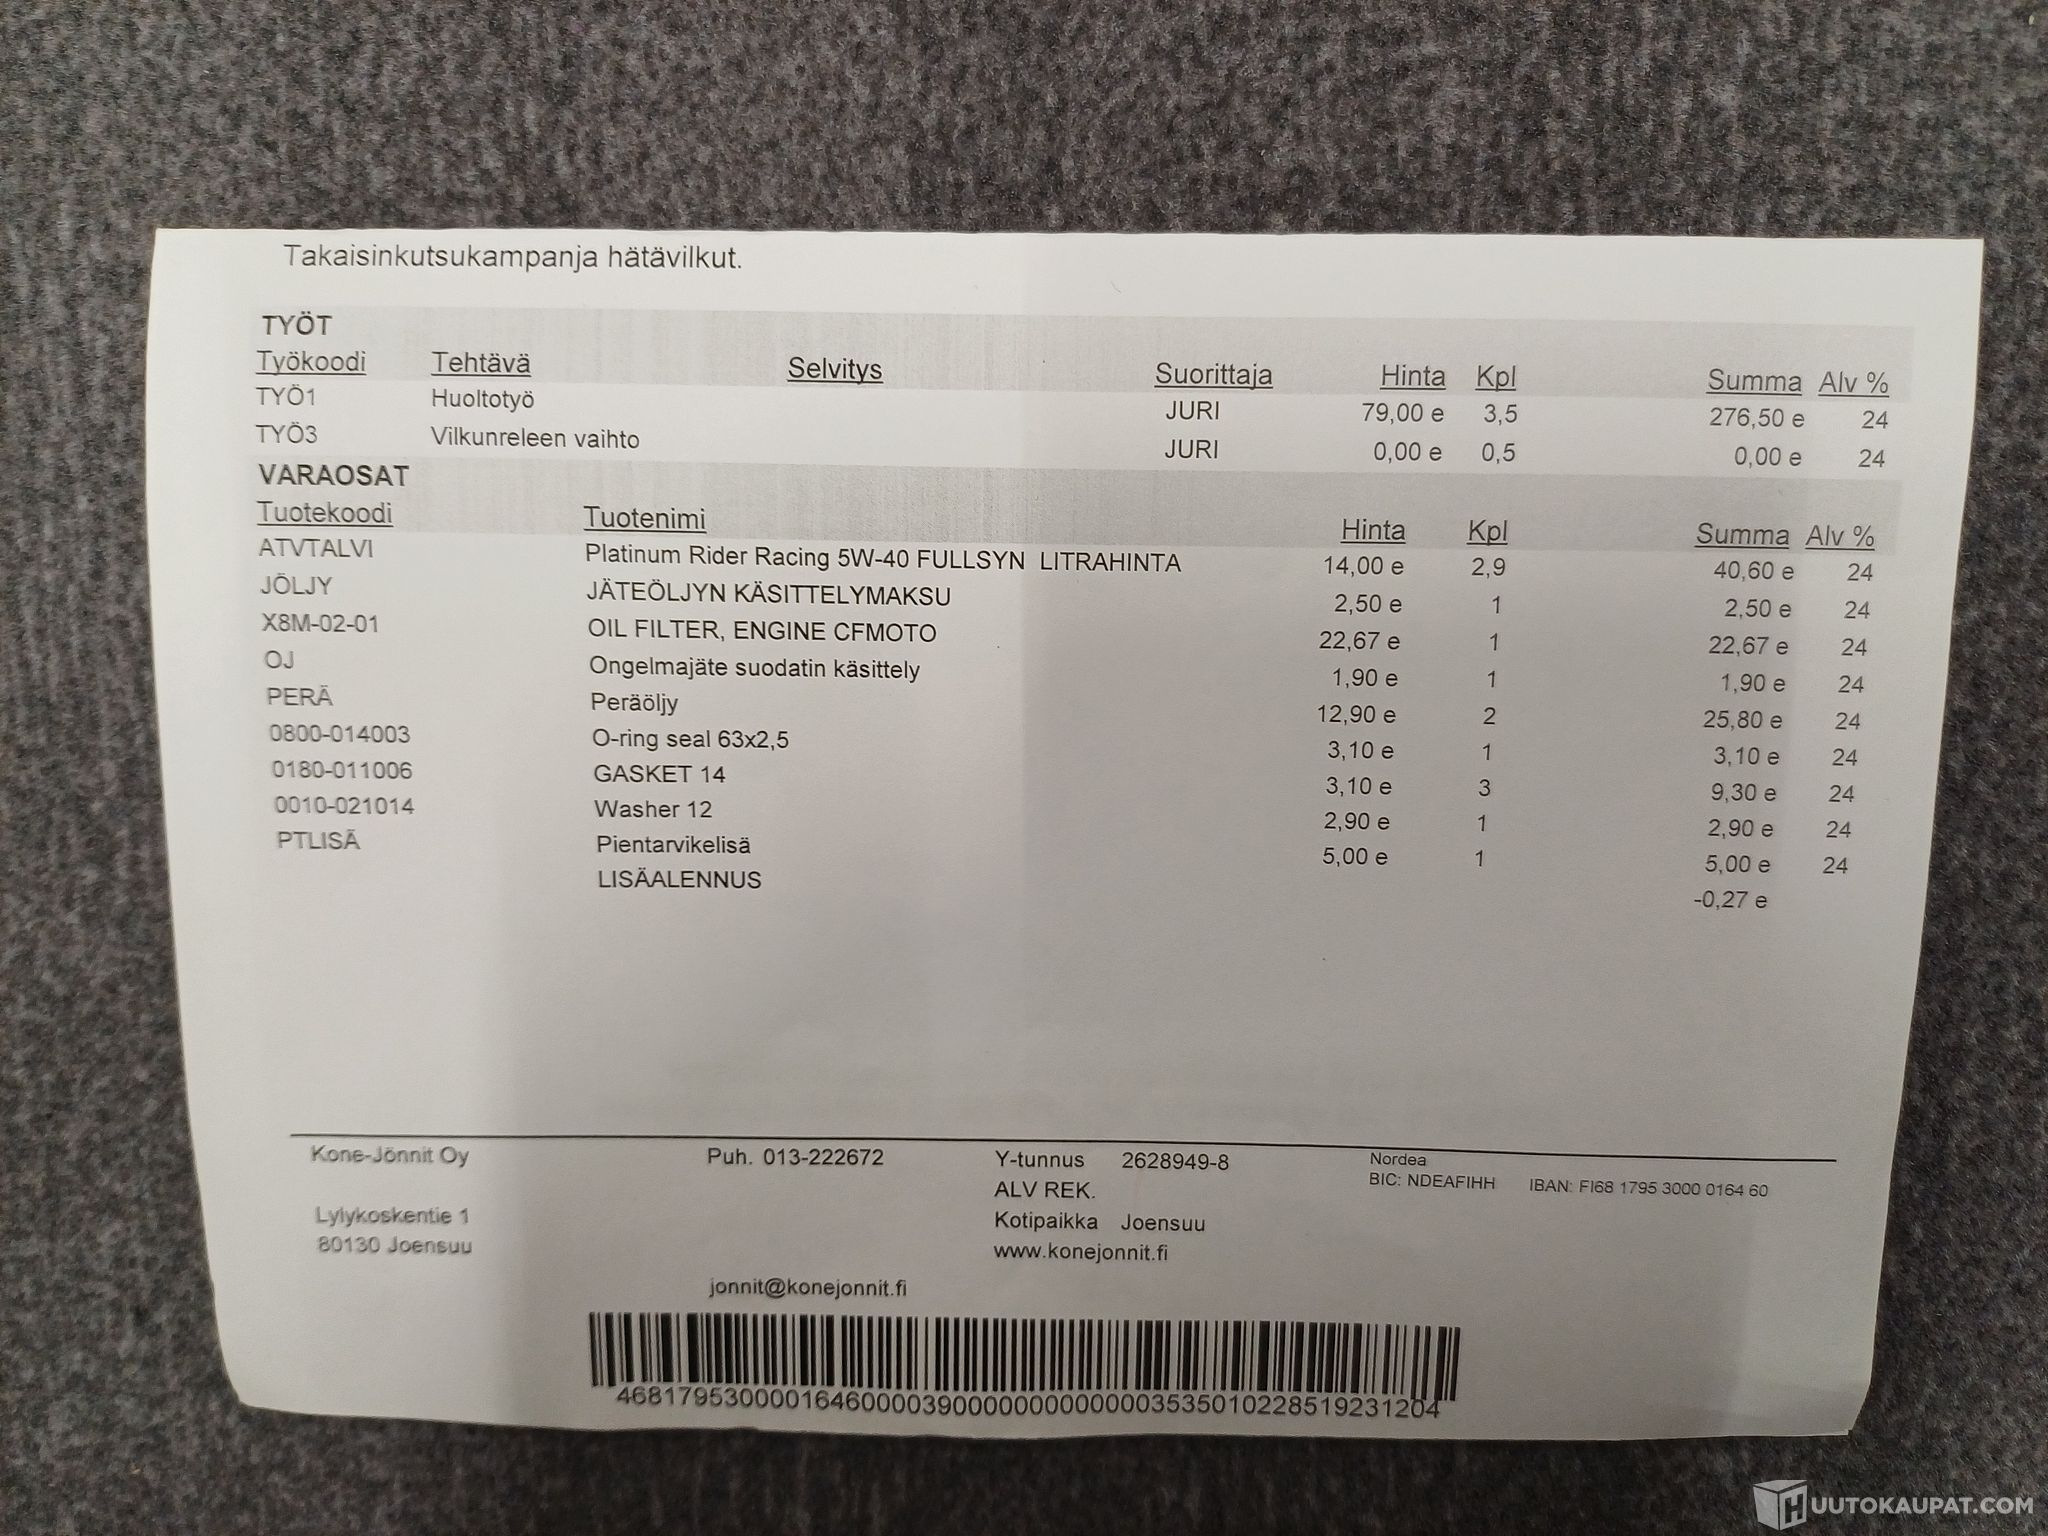 Takaisinkutsukampanja hätävilkut.
TYÖT
Työkoodi Tehtävä Selvitys Suorittaja Hinta Kpl Summa Alv %
TYÖ1 Huoltotyö JURI 79,00 e 3,5 276,50 e 24
TYÖ3 Vilkunreleen vaihto JURI 0,00 e 0,5 0,00 e 24
VARAOSAT
Tuotekoodi Tuotenimi Hinta Kpl Summa Alv %
ATVTALVI Platinum Rider Racing 5W-40 FULLSYN LITRAHINTA 14,00 e 2,9 40,60 e 24
JÖLJY JÄTEÖLJYN KÄSITTELYMAKSU 2,50 e 1 2,50 e 24
X8M-02-01 OIL FILTER, ENGINE CFMOTO 22,67 e 1 22,67 e 24
OJ Ongelmajäte suodatin käsittely 1,90 e 1 1,90 e 24
PERÄ Peräöljy 12,90 e 2 25,80 e 24
0800-014003 O-ring seal 63x2,5 3,10 e 1 3,10 e 24
0180-011006 GASKET 14 3,10 e 3 9,30 e 24
0010-021014 Washer 12 2,90 e 1 2,90 e 24
PTLISÄ Pientarvikelisä 5,00 e 1 5,00 e 24
LISÄALENNUS -0,27 e
Kone-Jönnit Oy Puh. 013-222672 Y-tunnus 2628949-8 Nordea
ALV REK. BIC: NDEAFIHH IBAN: FI68 1795 3000 0164 60
Lylykoskentie 1 Kotipaikka Joensuu
80130 Joensuu www.konejonnit.fi
jonnit@konejonnit.fi
468179530000164600003900000000000000353501022851923​1204
HUUTOKAUPAT.COM